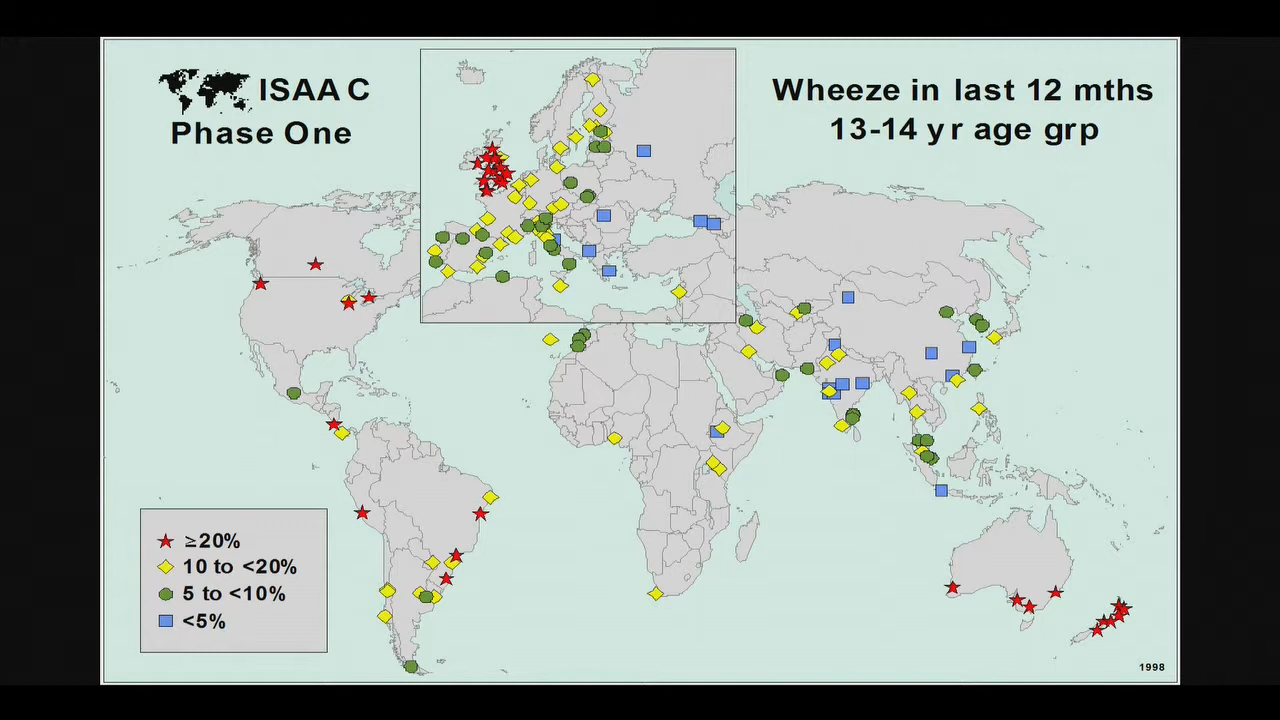 ISAAC
Phase One
Wheeze in last 12 mths
13-14 yr age grp
≥20%
10 to <20%
5 to <10%
<5%
1998